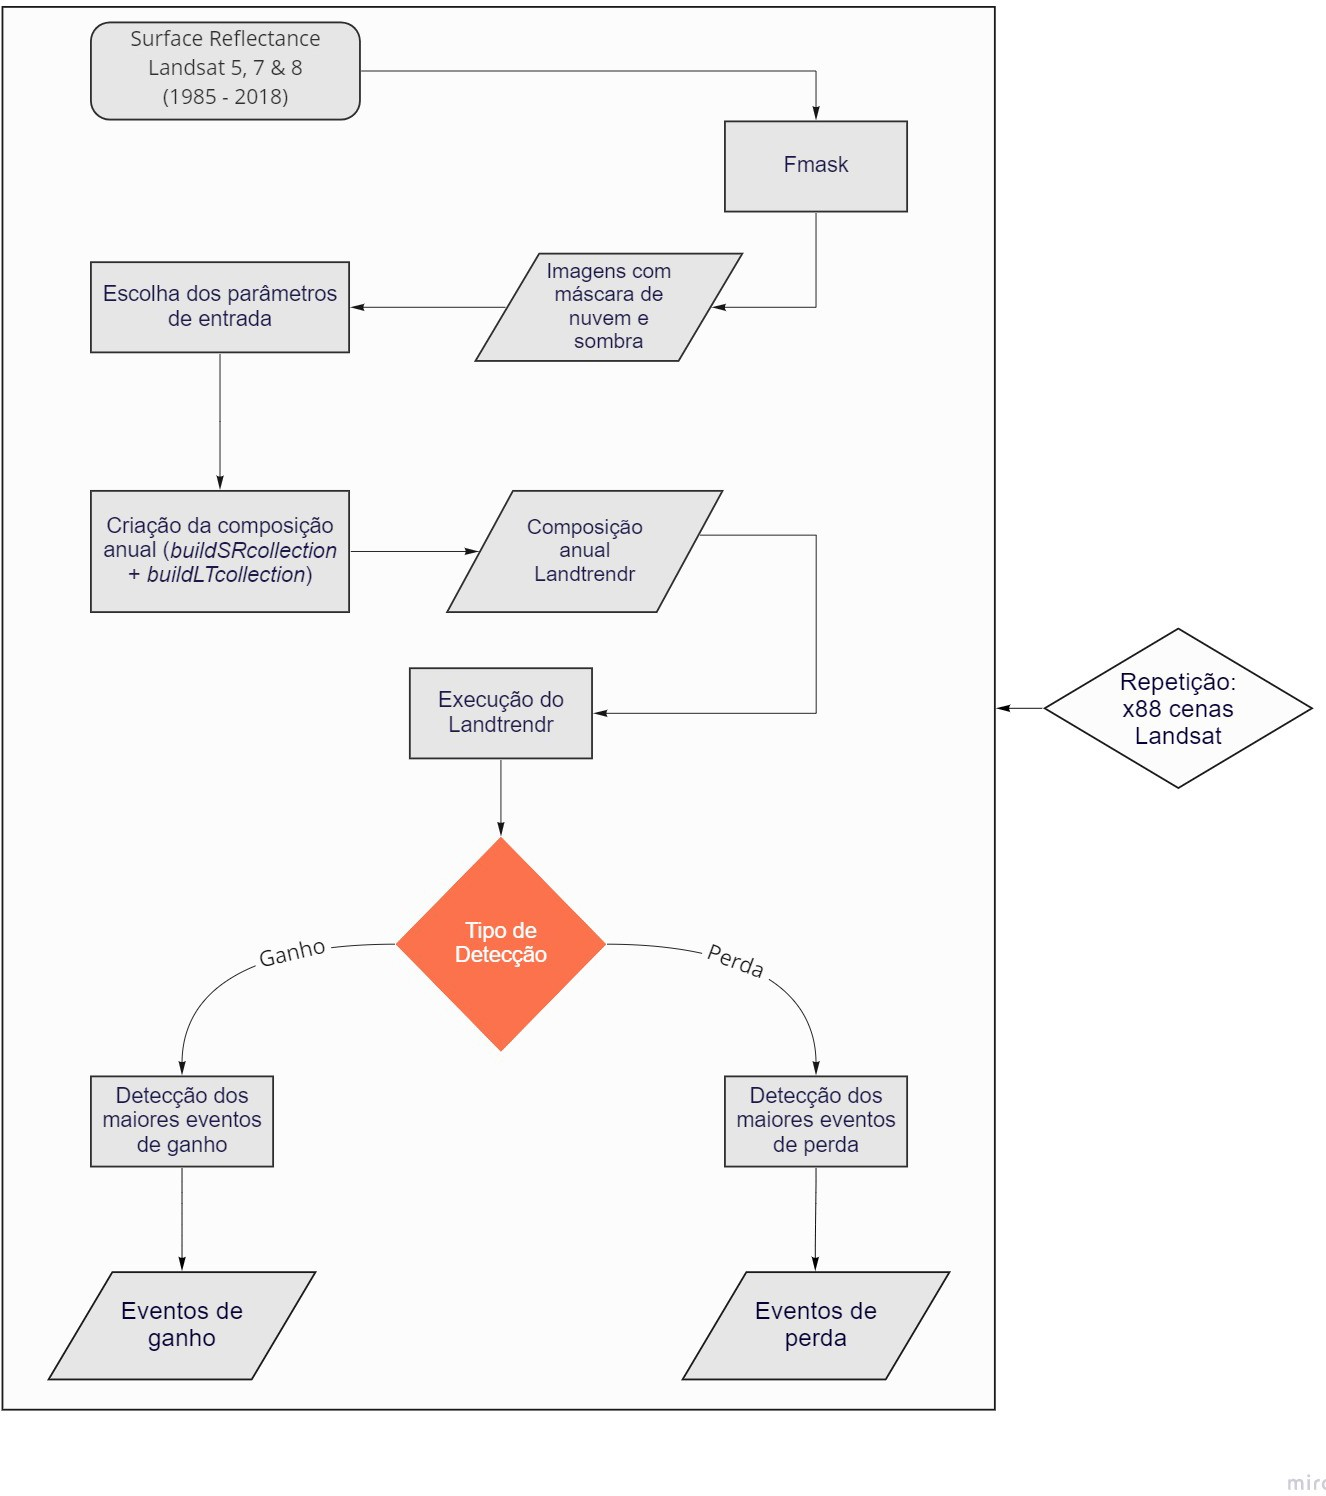 Surface Reflectance
Landsat 5, 7 & 8
(1985 - 2018)
Fmask
Imagens com
máscara de
nuvem e
sombra
Escolha dos parâmetros
de entrada
Criação da composição
anual (buildSRcollection
+ buildLTcollection)
Composição
anual
Landtrendr
Execução do
Landtrendr
Repetição:
x88 cenas
Landsat
Tipo de
Detecção
Ganho
Perda
Detecção dos
maiores eventos
de ganho
Detecção dos
maiores eventos
de perda
Eventos de
ganho
Eventos de
perda